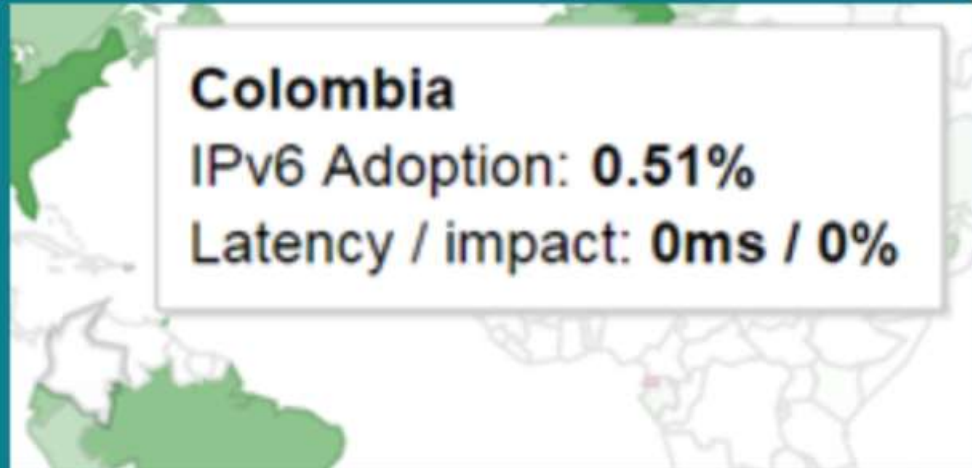 Colombia
IPv6 Adoption: 0.51%
Latency / impact: 0ms / 0%